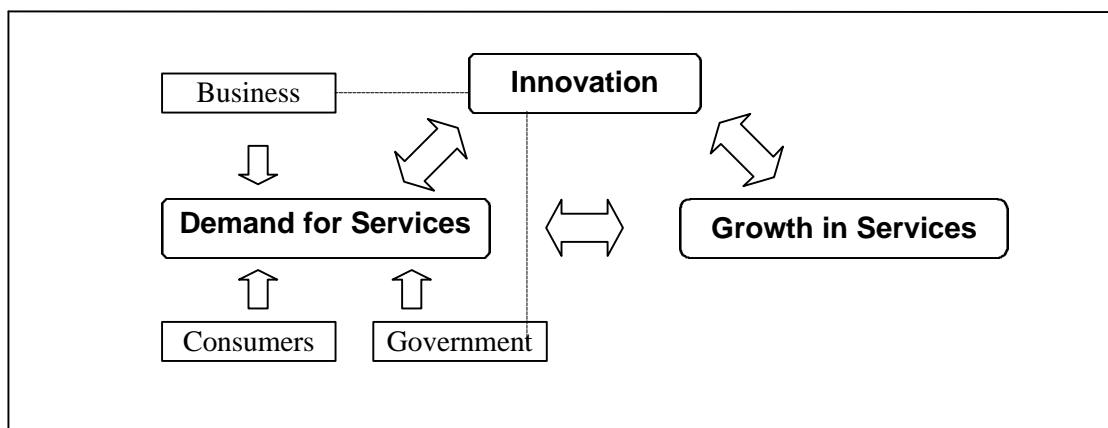 Innovation
Business
Demand for Services
Growth in Services
Consumers
Government